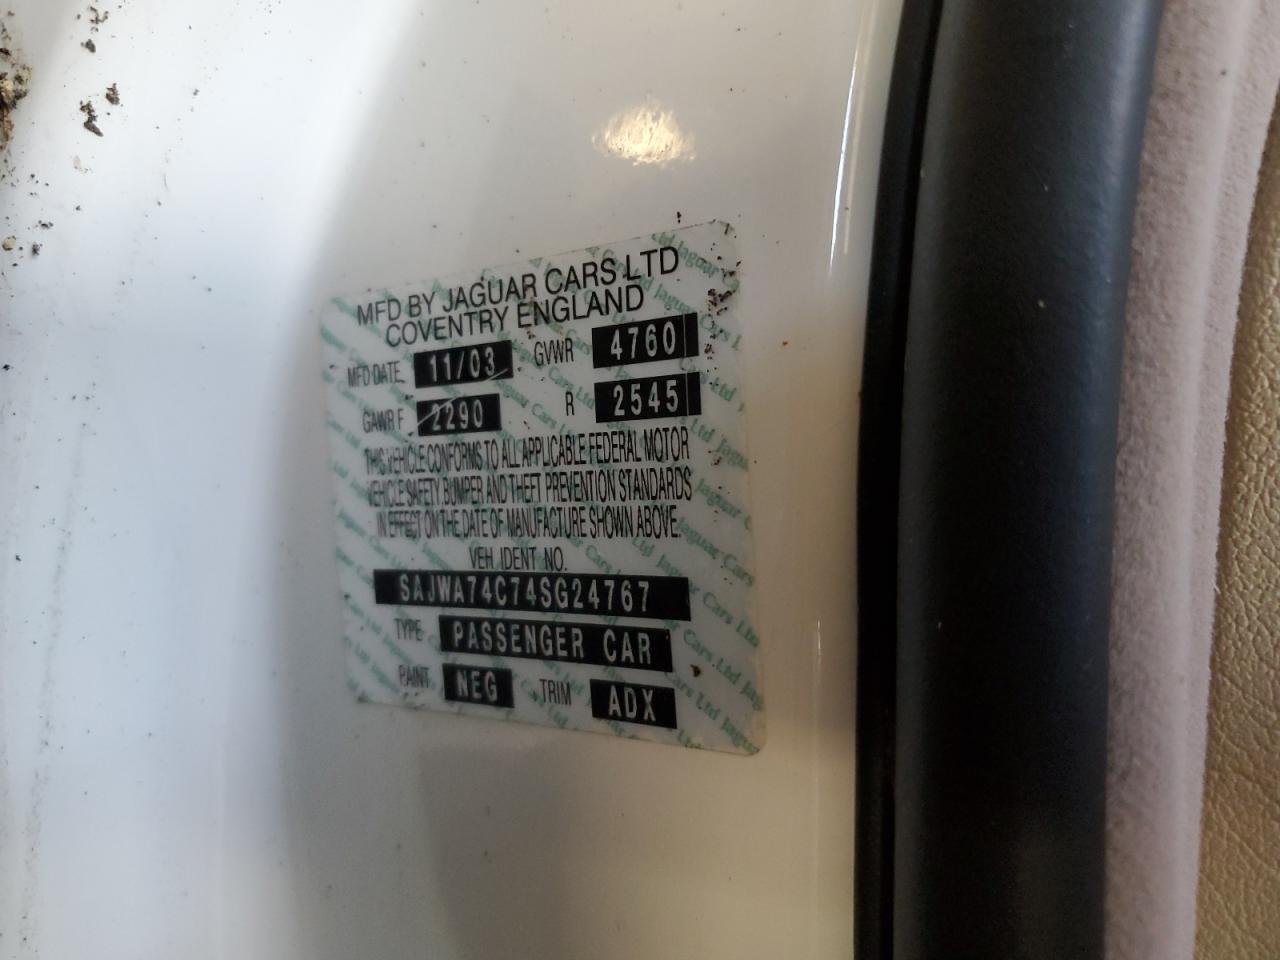 MFD BY JAGUAR CARS LTD
COVENTRY ENGLAND
MFD DATE 11/03 GVWR 4760
GAWR F 2290 R 2545
THIS VEHICLE CONFORMS TO ALL APPLICABLE FEDERAL MOTOR
VEHICLE SAFETY BUMPER AND THEFT PREVENTION STANDARDS
IN EFFECT ON THE DATE OF MANUFACTURE SHOWN ABOVE.
VEH. IDENT NO.
SAJWA74C74SG24767
TYPE PASSENGER CAR
PAINT NEG TRIM ADX